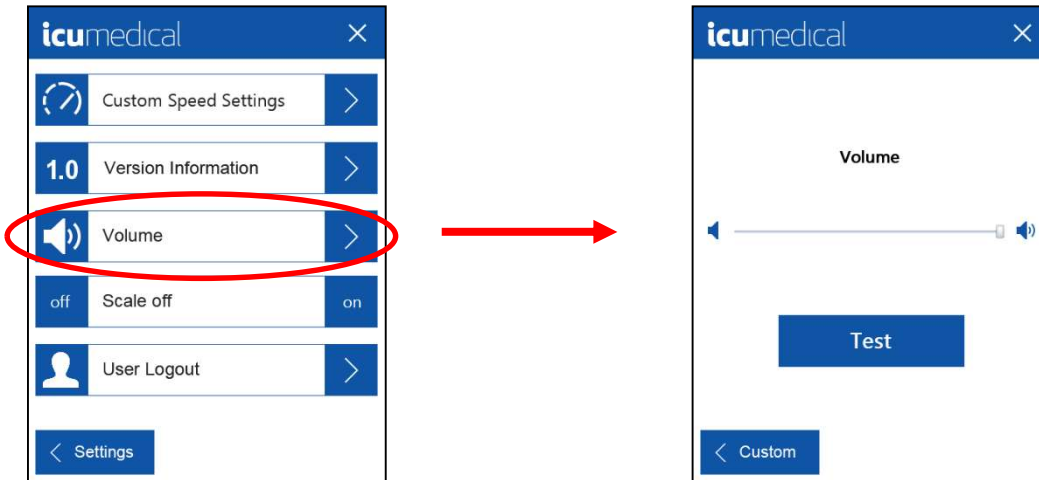 icumedical
Custom Speed Settings
1.0 Version Information
Volume
off Scale off on
User Logout
Settings
icumedical
Volume
Test
Custom